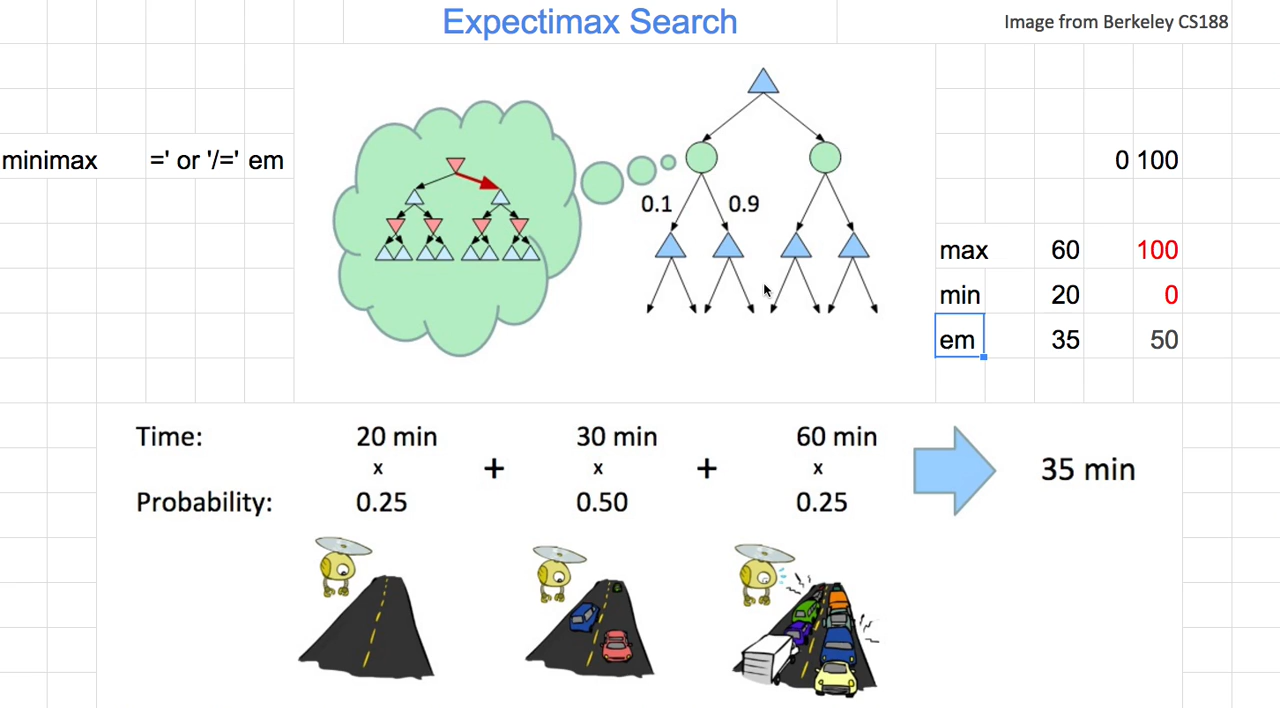 Expectimax Search
Image from Berkeley CS188
minimax =' or '/=' em
0 100
0.1 0.9
max 60 100
min 20 0
em 35 50
Time: 20 min 30 min 60 min
x + x + x 35 min
Probability: 0.25 0.50 0.25